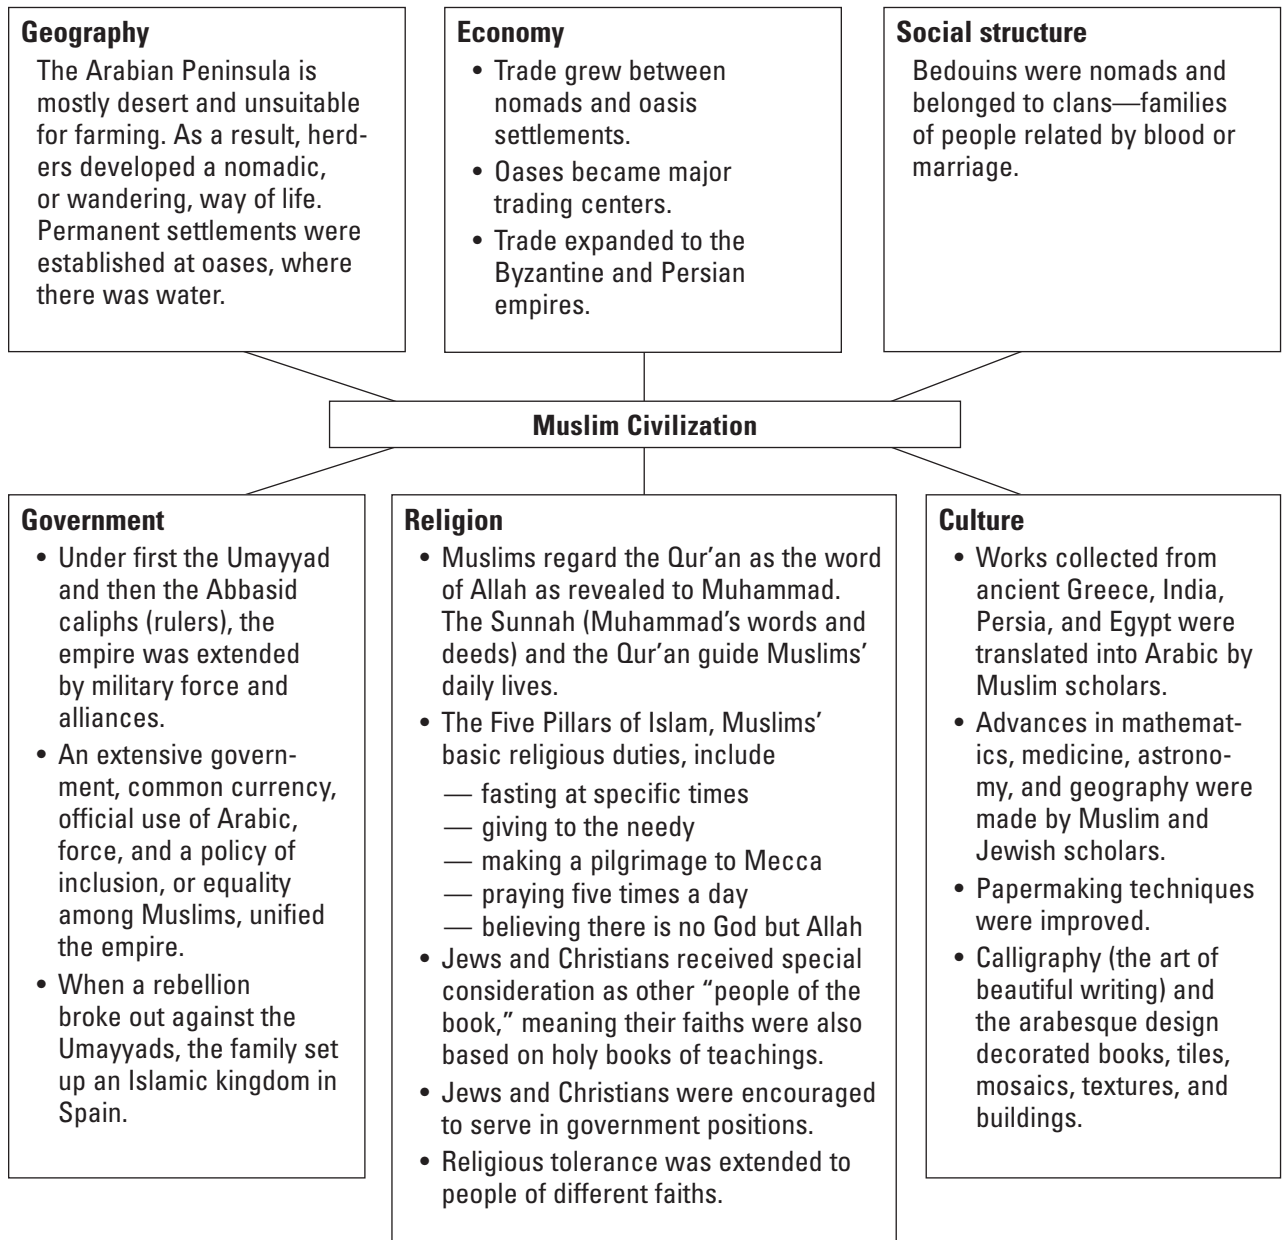 Geography
The Arabian Peninsula is
mostly desert and unsuitable
for farming. As a result, herd-
ers developed a nomadic,
or wandering, way of life.
Permanent settlements were
established at oases, where
there was water.
Economy
• Trade grew between
nomads and oasis
settlements.
• Oases became major
trading centers.
• Trade expanded to the
Byzantine and Persian
empires.
Social structure
Bedouins were nomads and
belonged to clans—families
of people related by blood or
marriage.
Muslim Civilization
Government
• Under first the Umayyad
and then the Abbasid
caliphs (rulers), the
empire was extended
by military force and
alliances.
• An extensive govern-
ment, common currency,
official use of Arabic,
force, and a policy of
inclusion, or equality
among Muslims, unified
the empire.
• When a rebellion
broke out against the
Umayyads, the family set
up an Islamic kingdom in
Spain.
Religion
• Muslims regard the Qur’an as the word
of Allah as revealed to Muhammad.
The Sunnah (Muhammad’s words and
deeds) and the Qur’an guide Muslims’
daily lives.
• The Five Pillars of Islam, Muslims’
basic religious duties, include
— fasting at specific times
— giving to the needy
— making a pilgrimage to Mecca
— praying five times a day
— believing there is no God but Allah
• Jews and Christians received special
consideration as other “people of the
book,” meaning their faiths were also
based on holy books of teachings.
• Jews and Christians were encouraged
to serve in government positions.
• Religious tolerance was extended to
people of different faiths.
Culture
• Works collected from
ancient Greece, India,
Persia, and Egypt were
translated into Arabic by
Muslim scholars.
• Advances in mathemat-
ics, medicine, astrono-
my, and geography were
made by Muslim and
Jewish scholars.
• Papermaking techniques
were improved.
• Calligraphy (the art of
beautiful writing) and
the arabesque design
decorated books, tiles,
mosaics, textures, and
buildings.